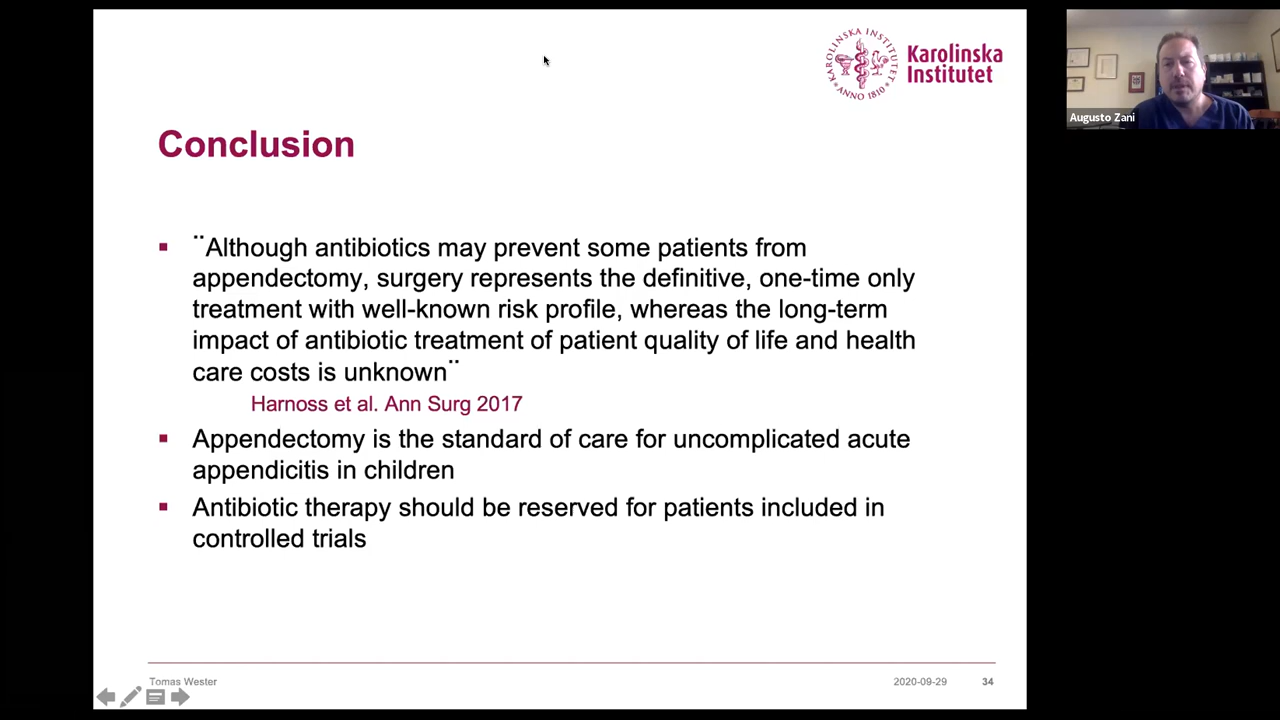 Karolinska
Institutet
KAROLINSKA INSTITUTET
ANNO 1810
Augusto Zani
Conclusion
¨Although antibiotics may prevent some patients from
appendectomy, surgery represents the definitive, one-time only
treatment with well-known risk profile, whereas the long-term
impact of antibiotic treatment of patient quality of life and health
care costs is unknown¨
Harnoss et al. Ann Surg 2017
Appendectomy is the standard of care for uncomplicated acute
appendicitis in children
Antibiotic therapy should be reserved for patients included in
controlled trials
Tomas Wester
2020-09-29
34